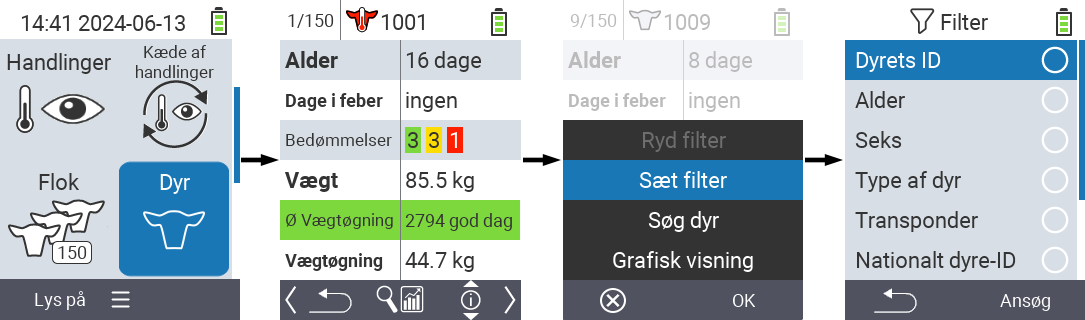 14:41 2024-06-13
Handlinger
Kæde af
handlinger
Flok
150
Dyr
Lys på
1/150 1001
Alder 16 dage
Dage i feber ingen
Bedømmelser 3 3 1
Vægt 85.5 kg
Ø Vægtøgning 2794 god dag
Vægtøgning 44.7 kg
9/150 1009
Alder 8 dage
Dage i feber ingen
Ryd filter
Sæt filter
Søg dyr
Grafisk visning
OK
Filter
Dyrets ID
Alder
Seks
Type af dyr
Transponder
Nationalt dyre-ID
Ansøg